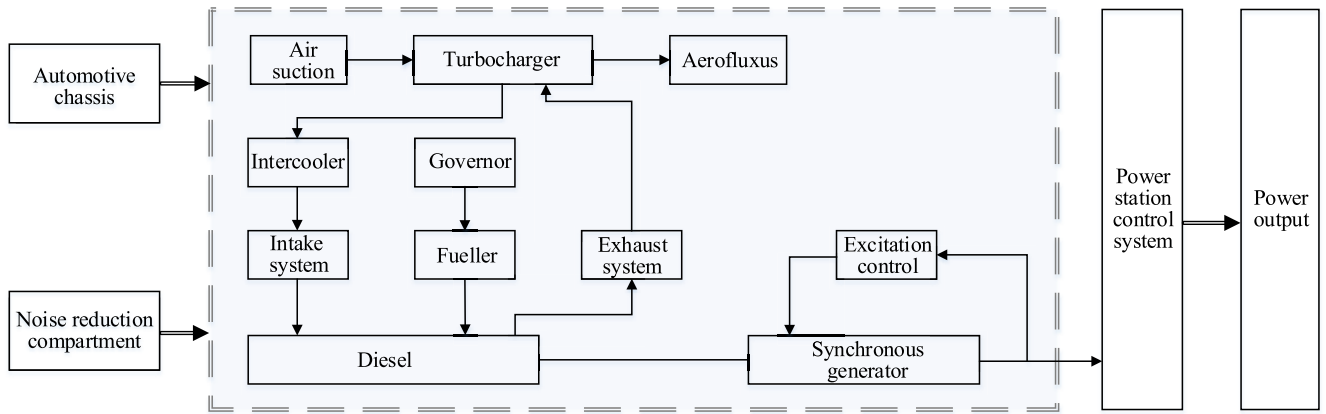 Automotive
chassis
Noise reduction
compartment
Air
suction
Turbocharger
Aerofluxus
Intercooler
Governor
Intake
system
Fueller
Exhaust
system
Excitation
control
Diesel
Synchronous
generator
Power
station
control
system
Power
output